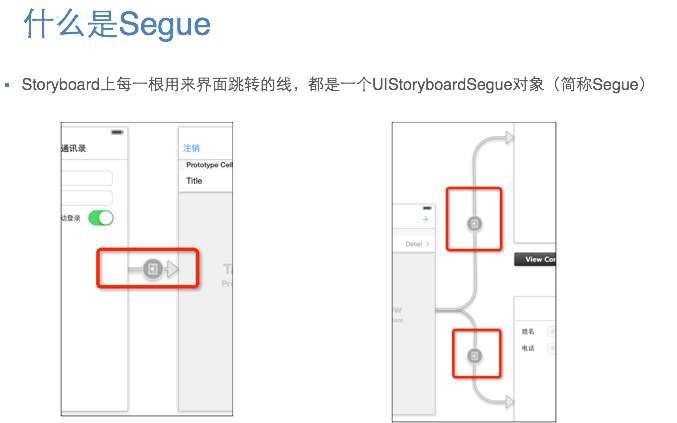 什么是Segue
Storyboard上每一根用来界面跳转的线，都是一个UIStoryboardSegue对象（简称Segue）
通讯录
注销
Prototype Cell
Title
动登录
Ta
Pro
+
Detail
View Con
姓名
电话